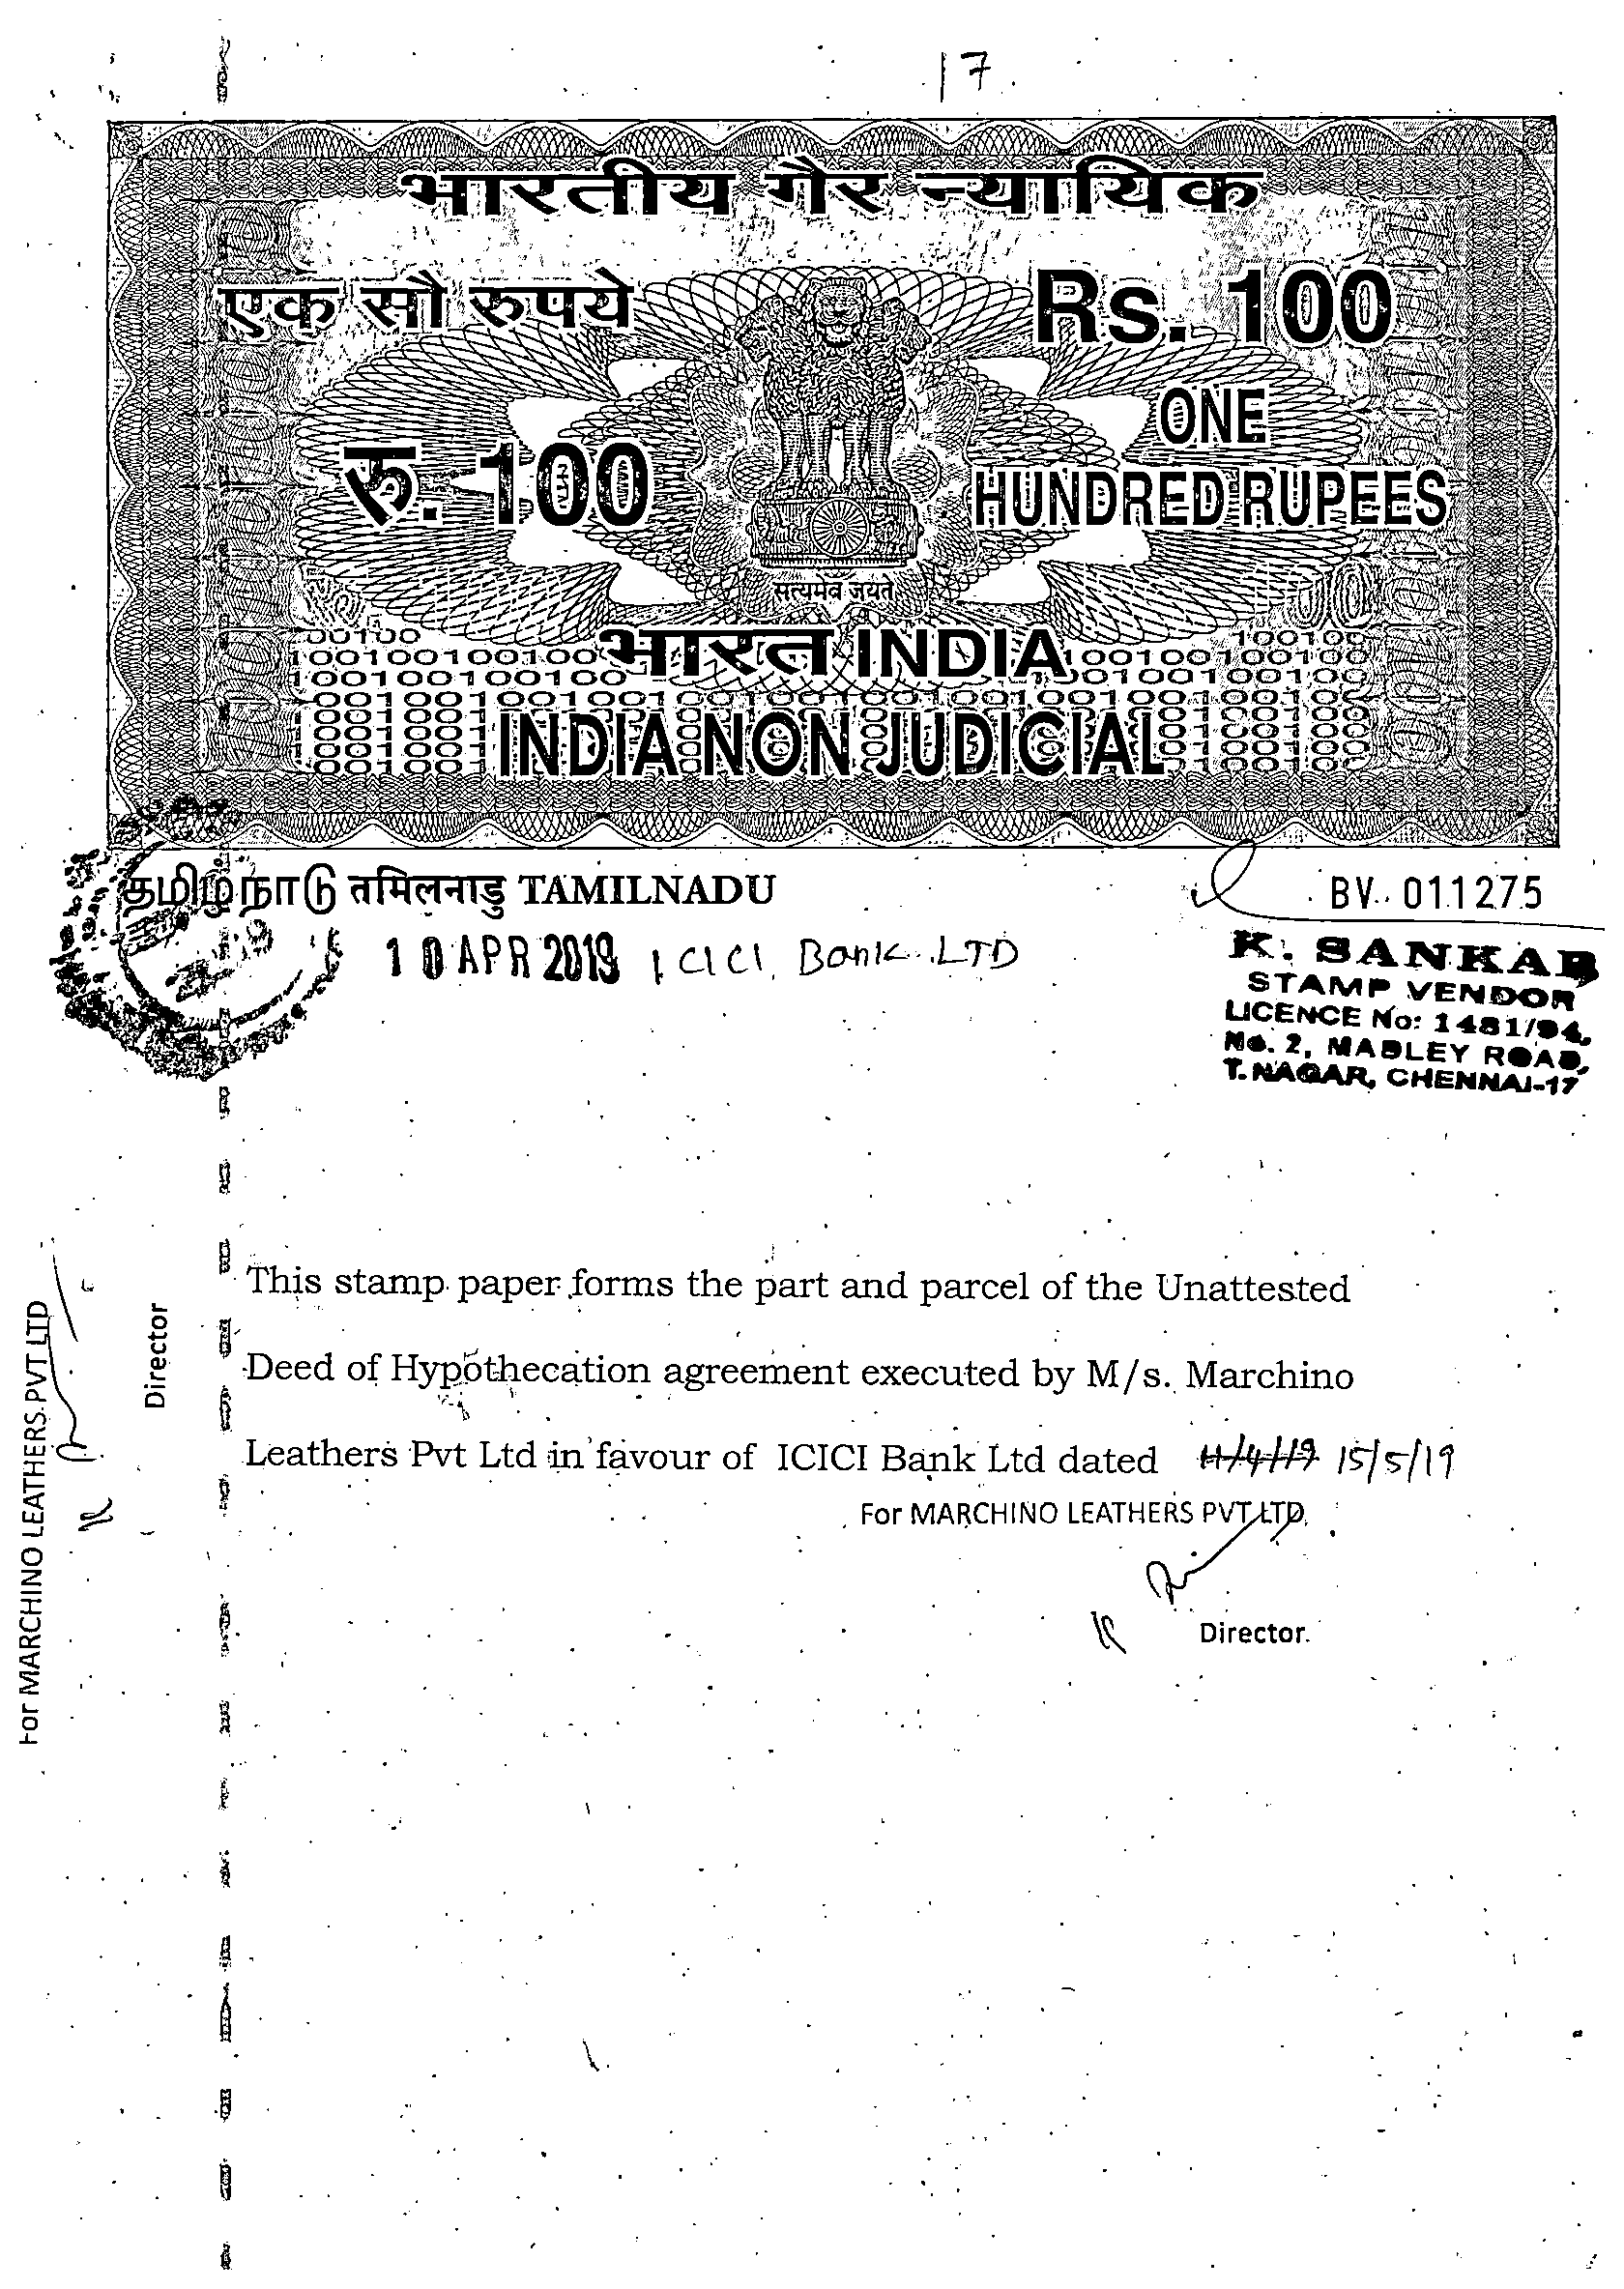 17
भारतीय गैर न्यायिक
एक सौ रुपये
Rs. 100
रु. 100
ONE
HUNDRED RUPEES
सत्यमेव जयते
भारत INDIA
INDIA NON JUDICIAL
தமிழ்நாடு तमिलनाडु TAMILNADU
BV 011275
10 APR 2019 ICICI Bank LTD
K. SANKAR
STAMP VENDOR
LICENCE No: 1481/94,
No. 2, MADLEY ROAD,
T. NAGAR, CHENNAI-17
This stamp paper forms the part and parcel of the Unattested
Deed of Hypothecation agreement executed by M/s. Marchino
Leathers Pvt Ltd in favour of ICICI Bank Ltd dated 11/4/19 15/5/19
For MARCHINO LEATHERS PVT LTD
Director
For MARCHINO LEATHERS PVT LTD
Director